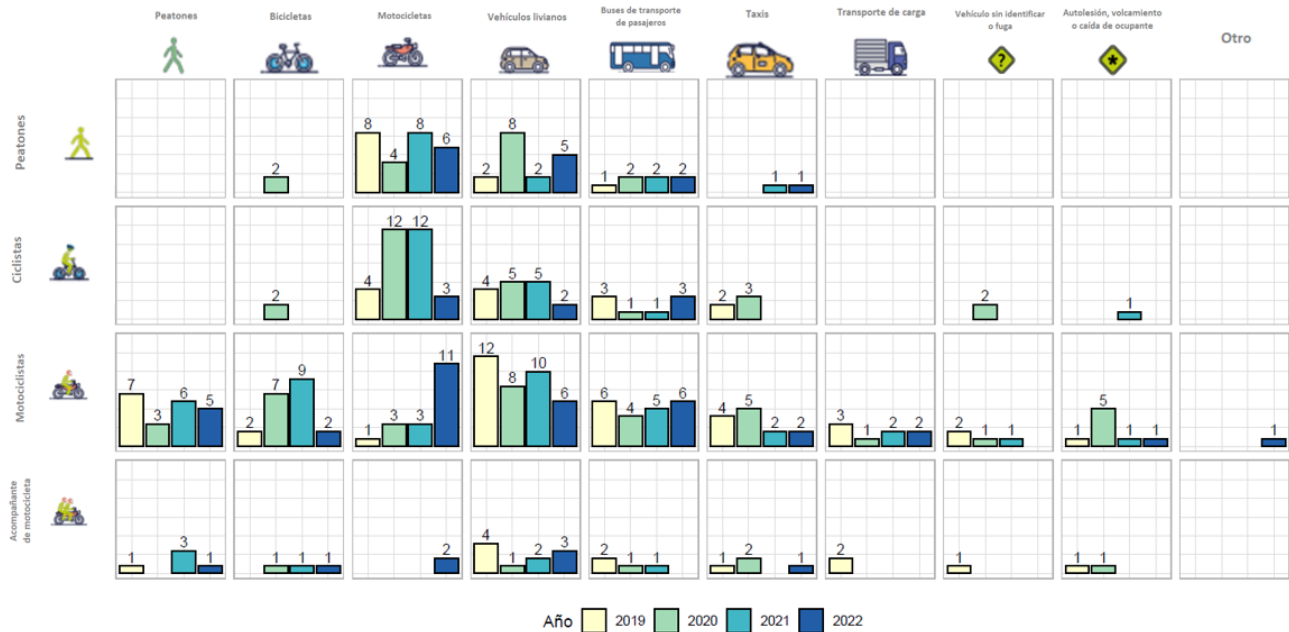 Peatones
Bicicletas
Motocicletas
Vehículos livianos
Buses de transporte
de pasajeros
Taxis
Transporte de carga
Vehículo sin identificar
o fuga
Autolesión, volcamiento
o caída de ocupante
Otro
?
*
Peatones
2
8 4 8 6
2 8 2 5
1 2 2 2
1 1
Ciclistas
2
4 12 12 3
4 5 5 2
3 1 1 3
2 3
2
1
Motociclistas
7 3 6 5
2 7 9 2
1 3 3 11
12 8 10 6
6 4 5 6
4 5 2 2
3 1 2 2
2 1 1
1 5 1 1
1
Acompañante
de motocicleta
1 3 1
1 1 1
2
4 1 2 3
2 1 1
1 2 1
2
1
1 1
Año 2019 2020 2021 2022